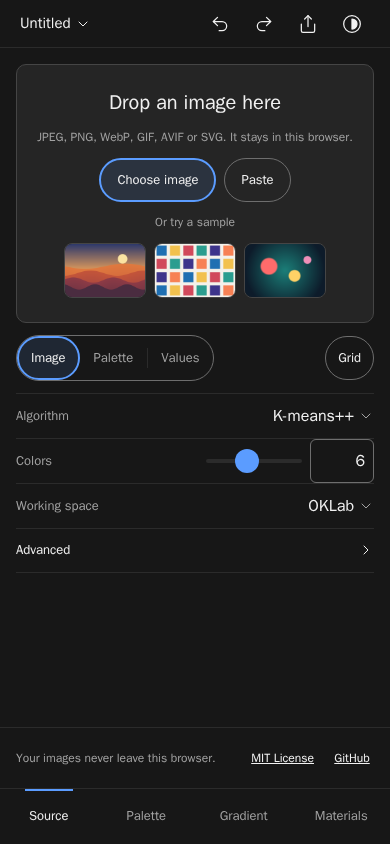 Untitled
Drop an image here
JPEG, PNG, WebP, GIF, AVIF or SVG. It stays in this browser.
Choose image
Paste
Or try a sample
Image
Palette
Values
Grid
Algorithm
K-means++
Colors
6
Working space
OKLab
Advanced
Your images never leave this browser.
MIT License
GitHub
Source
Palette
Gradient
Materials